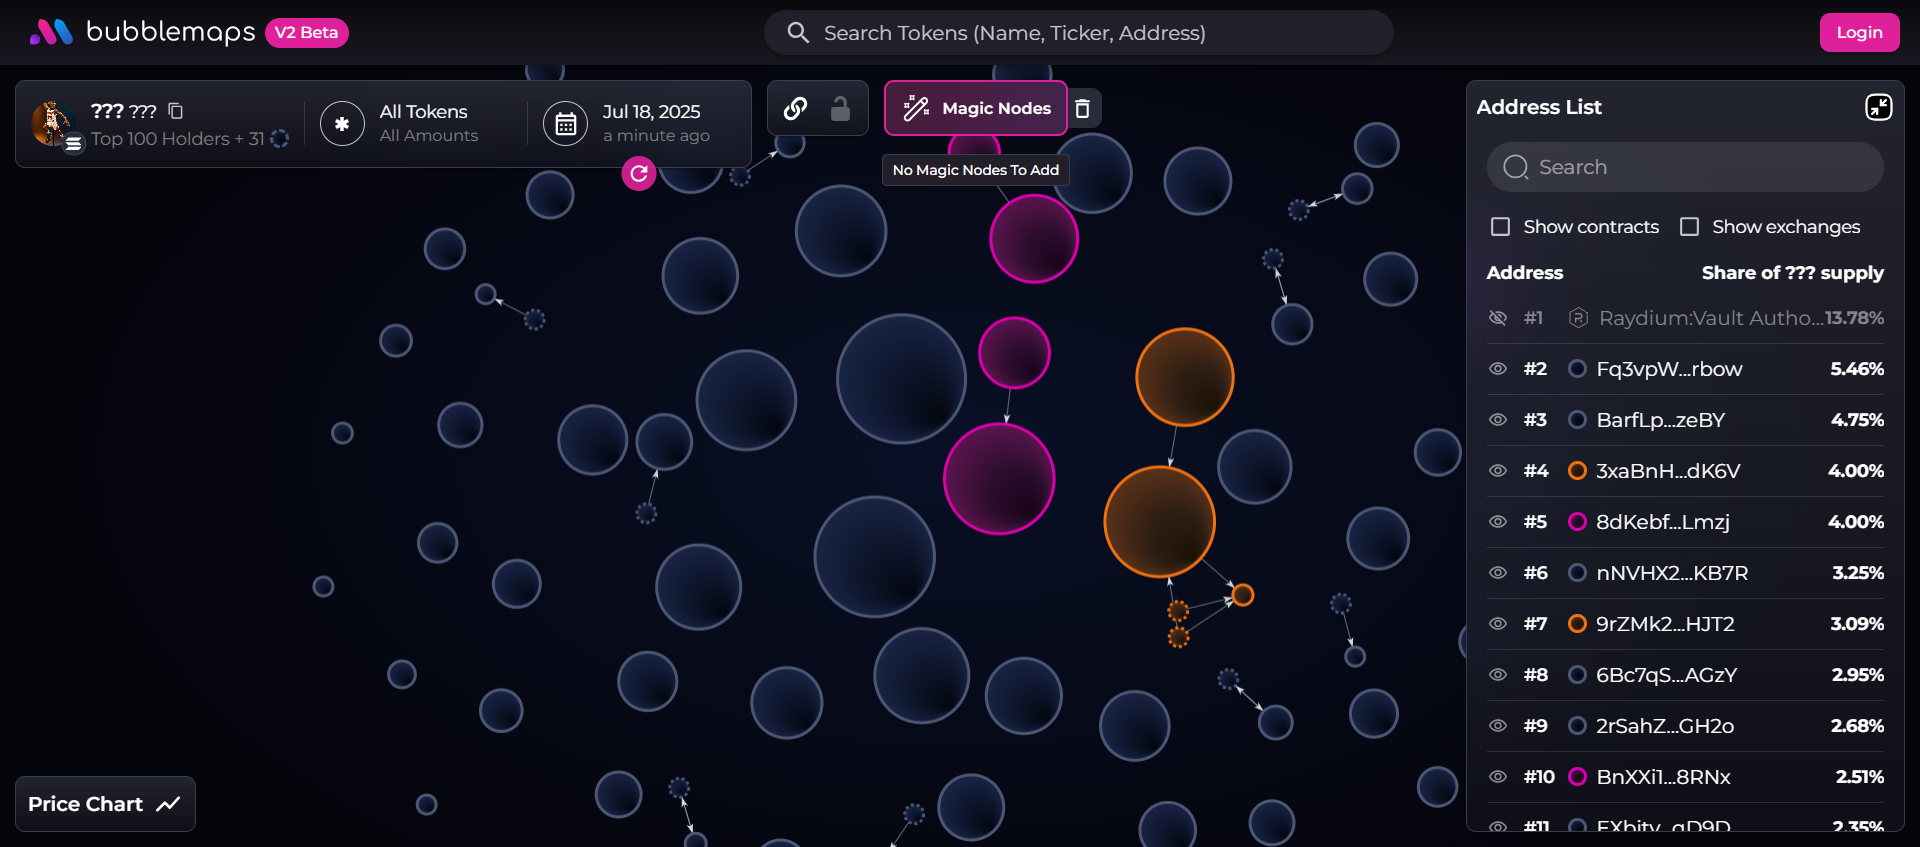 bubblemaps V2 Beta
Search Tokens (Name, Ticker, Address)
Login
??? ???
Top 100 Holders + 31
All Tokens
All Amounts
Jul 18, 2025
a minute ago
Magic Nodes
No Magic Nodes To Add
Address List
Search
Show contracts Show exchanges
Address Share of ??? supply
#1 Raydium:Vault Autho...13.78%
#2 Fq3vpW...rbow 5.46%
#3 BarfLp...zeBY 4.75%
#4 3xaBnH...dK6V 4.00%
#5 8dKebf...Lmzj 4.00%
#6 nNVHX2...KB7R 3.25%
#7 9rZMk2...HJT2 3.09%
#8 6Bc7qS...AGzY 2.95%
#9 2rSahZ...GH2o 2.68%
#10 BnXXi1...8RNx 2.51%
#11 2.35%
Price Chart